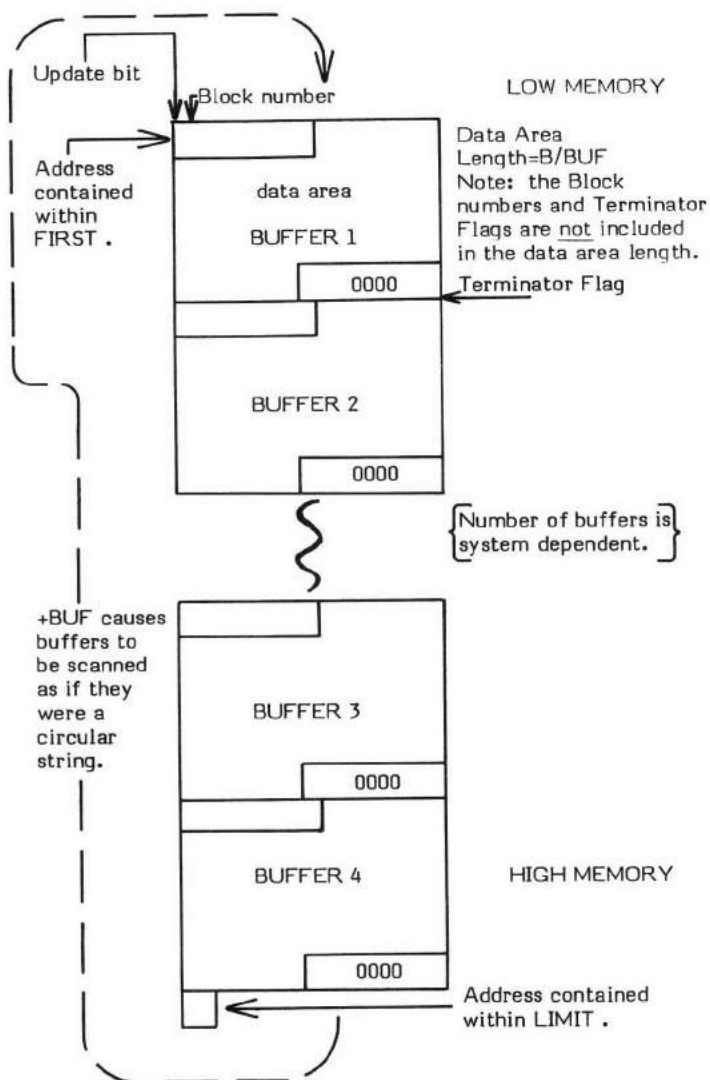 Update bit
Block number
LOW MEMORY
Address
contained
within
FIRST .
data area
BUFFER 1
0000
Data Area
Length=B/BUF
Note: the Block
numbers and Terminator
Flags are not included
in the data area length.
Terminator Flag
BUFFER 2
0000
Number of buffers is
system dependent.
+BUF causes
buffers to
be scanned
as if they
were a
circular
string.
BUFFER 3
0000
BUFFER 4
HIGH MEMORY
0000
Address contained
within LIMIT .